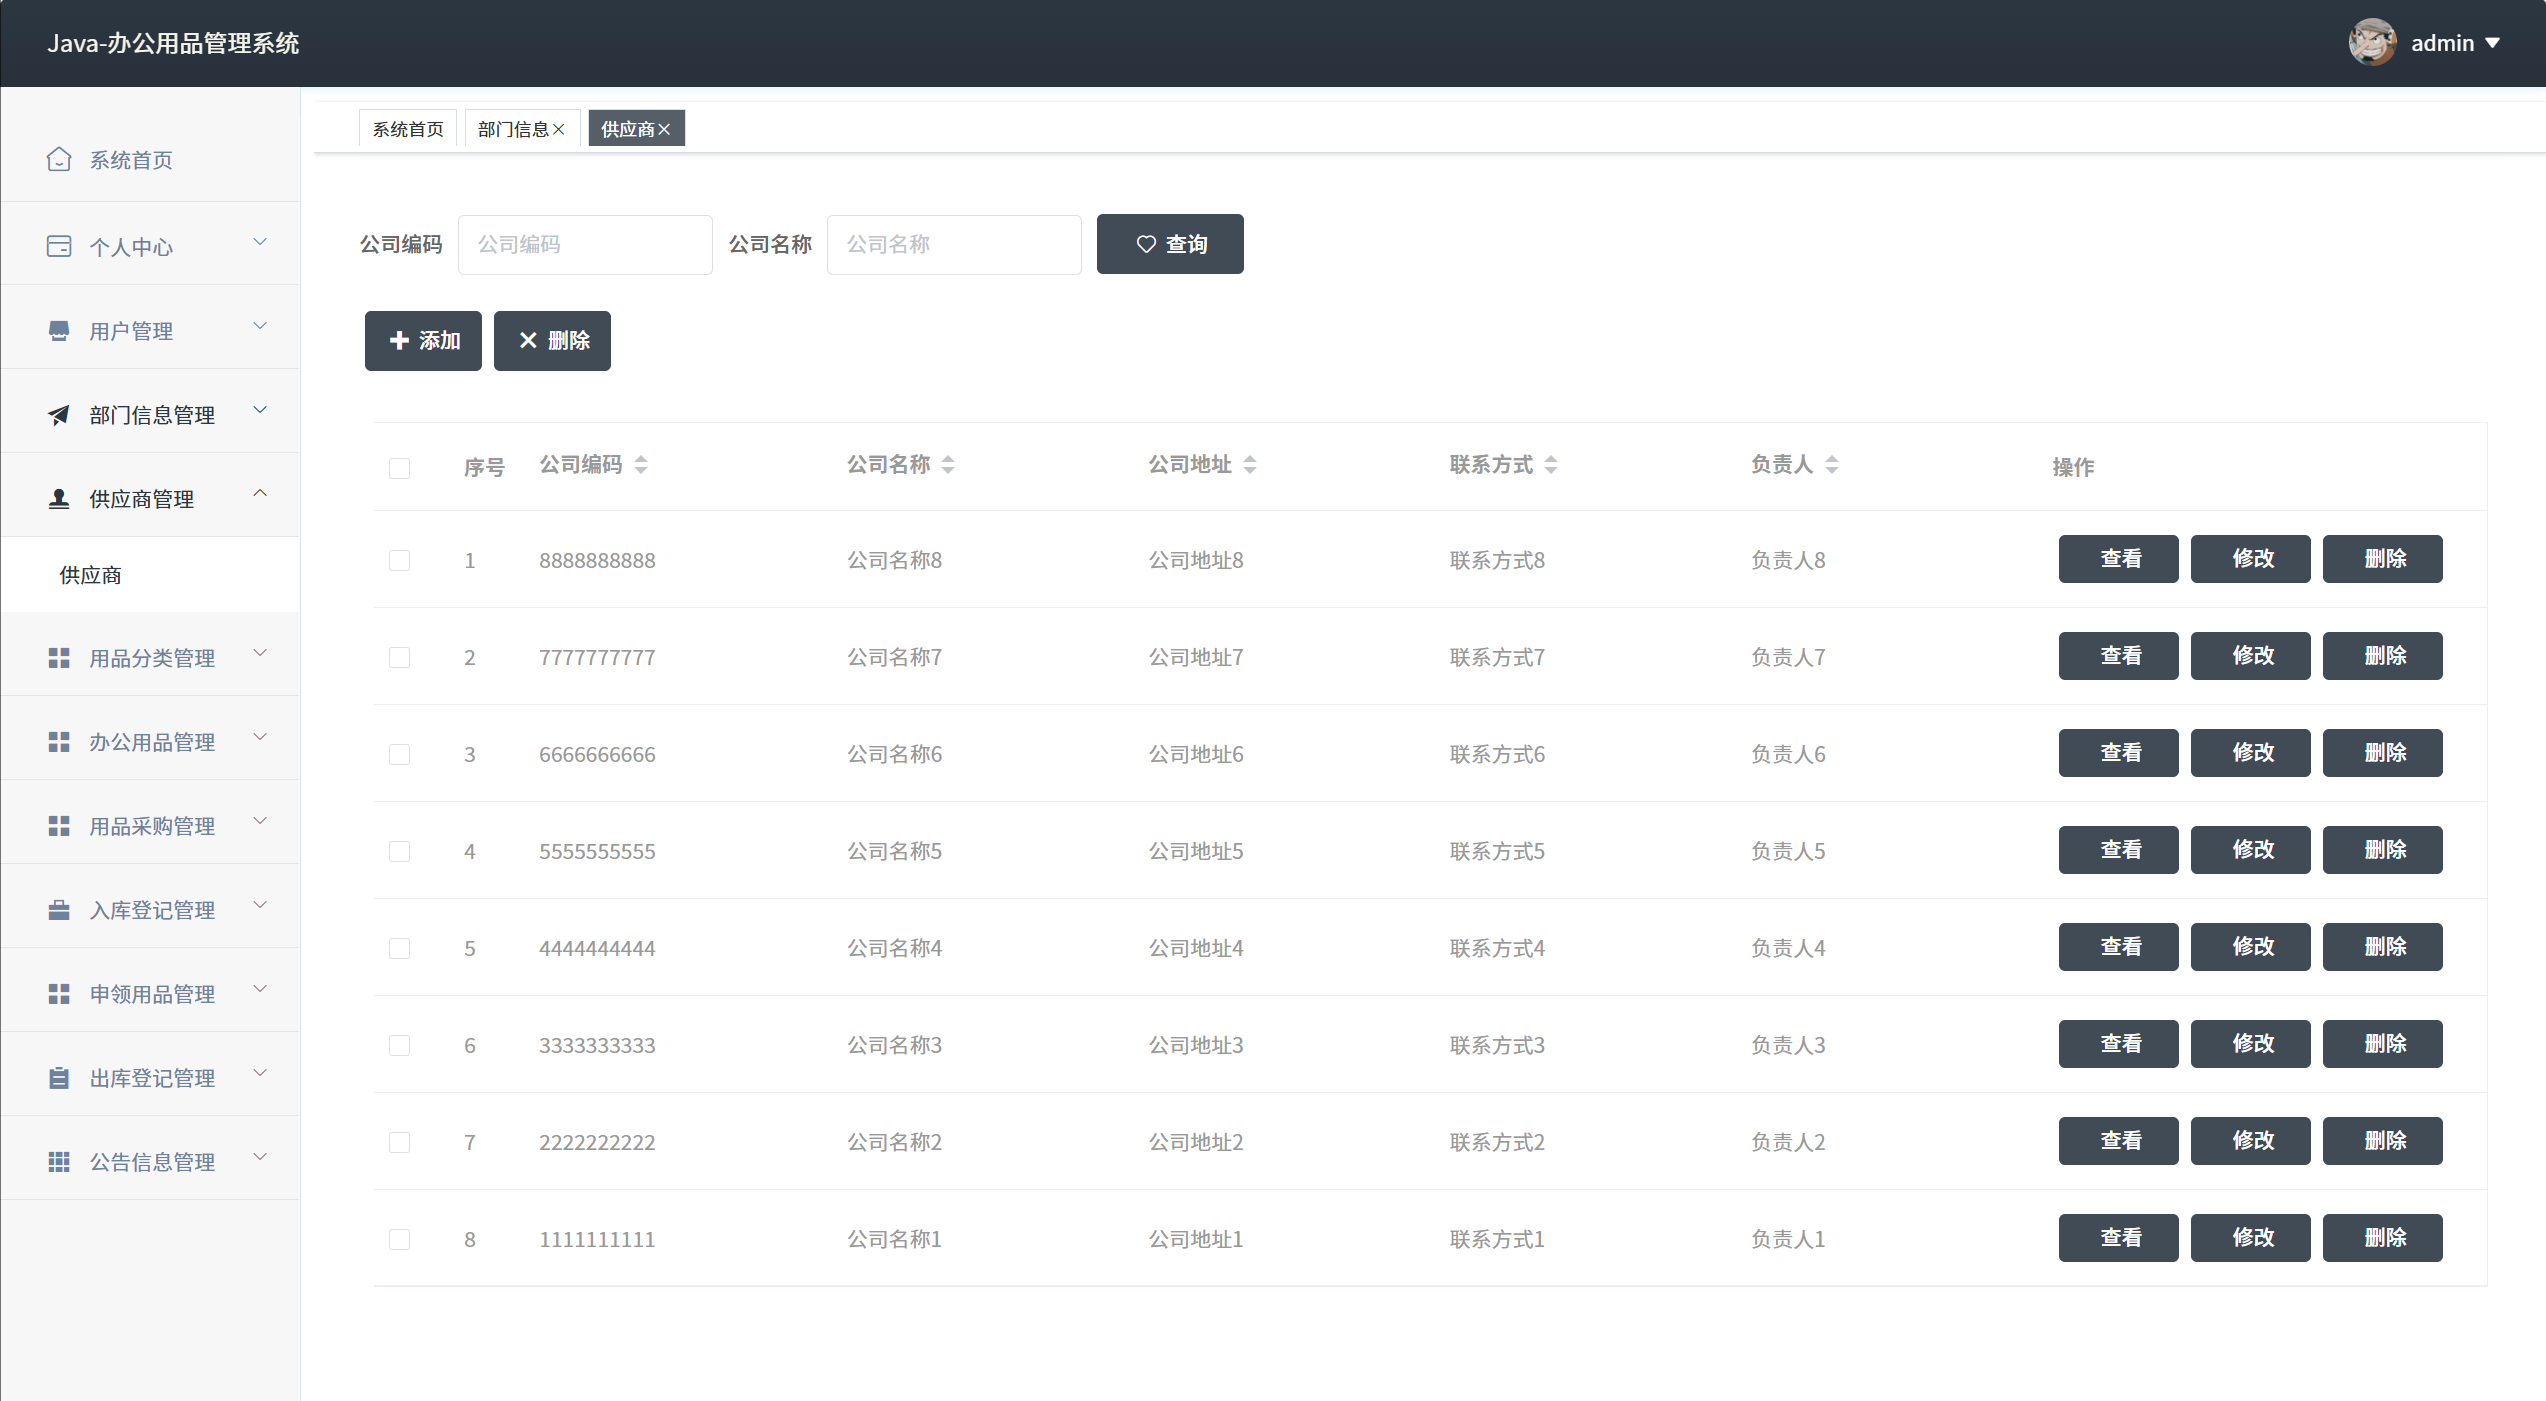 Java-办公用品管理系统
admin
系统首页
个人中心
用户管理
部门信息管理
供应商管理
供应商
用品分类管理
办公用品管理
用品采购管理
入库登记管理
申领用品管理
出库登记管理
公告信息管理
系统首页 部门信息 供应商
公司编码 公司编码 公司名称 公司名称 查询
添加 删除
序号 公司编码 公司名称 公司地址 联系方式 负责人 操作
1 8888888888 公司名称8 公司地址8 联系方式8 负责人8 查看 修改 删除
2 7777777777 公司名称7 公司地址7 联系方式7 负责人7 查看 修改 删除
3 6666666666 公司名称6 公司地址6 联系方式6 负责人6 查看 修改 删除
4 5555555555 公司名称5 公司地址5 联系方式5 负责人5 查看 修改 删除
5 4444444444 公司名称4 公司地址4 联系方式4 负责人4 查看 修改 删除
6 3333333333 公司名称3 公司地址3 联系方式3 负责人3 查看 修改 删除
7 2222222222 公司名称2 公司地址2 联系方式2 负责人2 查看 修改 删除
8 1111111111 公司名称1 公司地址1 联系方式1 负责人1 查看 修改 删除